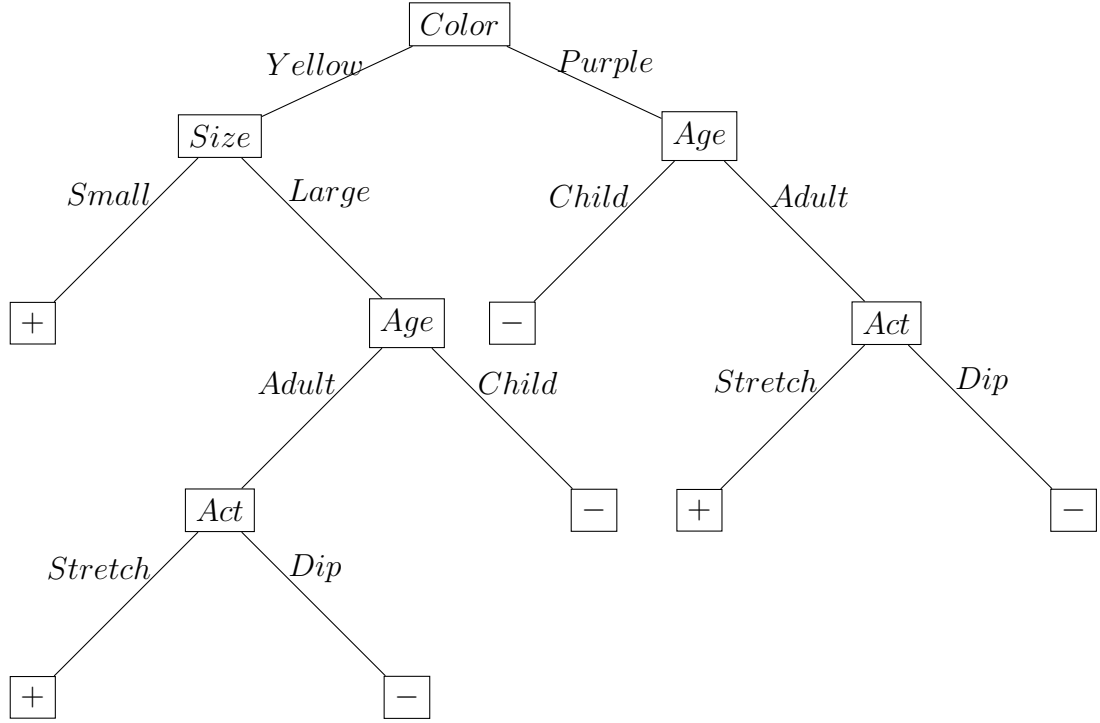 Color
Yellow Purple
Size Age
Small Large Child Adult
+ Age − Act
Adult Child Stretch Dip
Act − + −
Stretch Dip
+ −